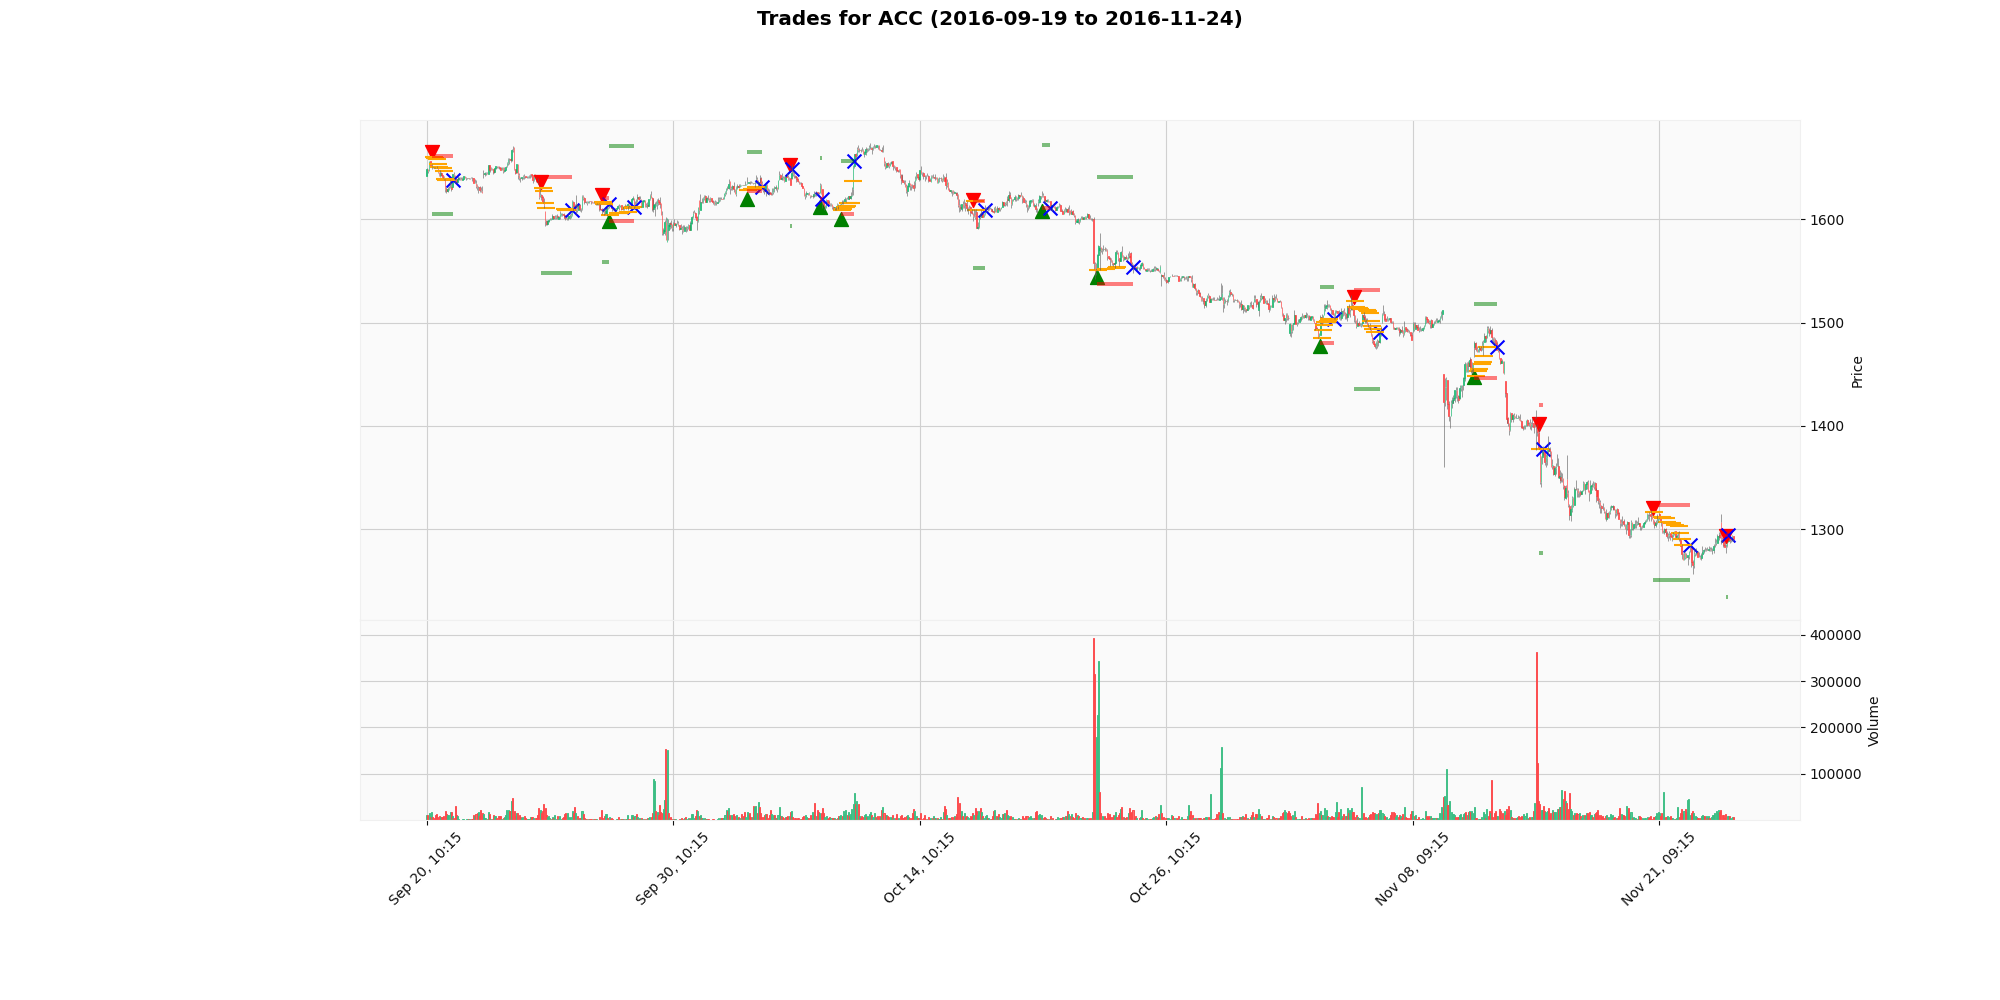 Trades for ACC (2016-09-19 to 2016-11-24)
1600
1500
1400
1300
Price
400000
300000
200000
100000
Volume
Sep 20, 10:15
Sep 30, 10:15
Oct 14, 10:15
Oct 26, 10:15
Nov 08, 09:15
Nov 21, 09:15